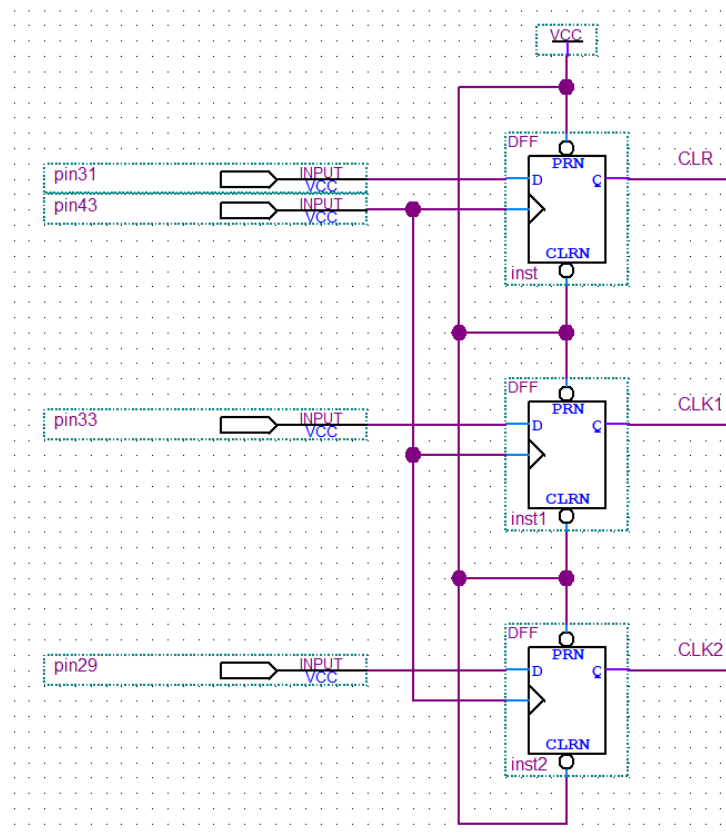 VCC
DFF
PRN
CLR
pin31
INPUT
VCC
D
Q
pin43
INPUT
VCC
CLRN
inst
DFF
PRN
CLK1
pin33
INPUT
VCC
D
Q
CLRN
inst1
DFF
PRN
CLK2
pin29
INPUT
VCC
D
Q
CLRN
inst2